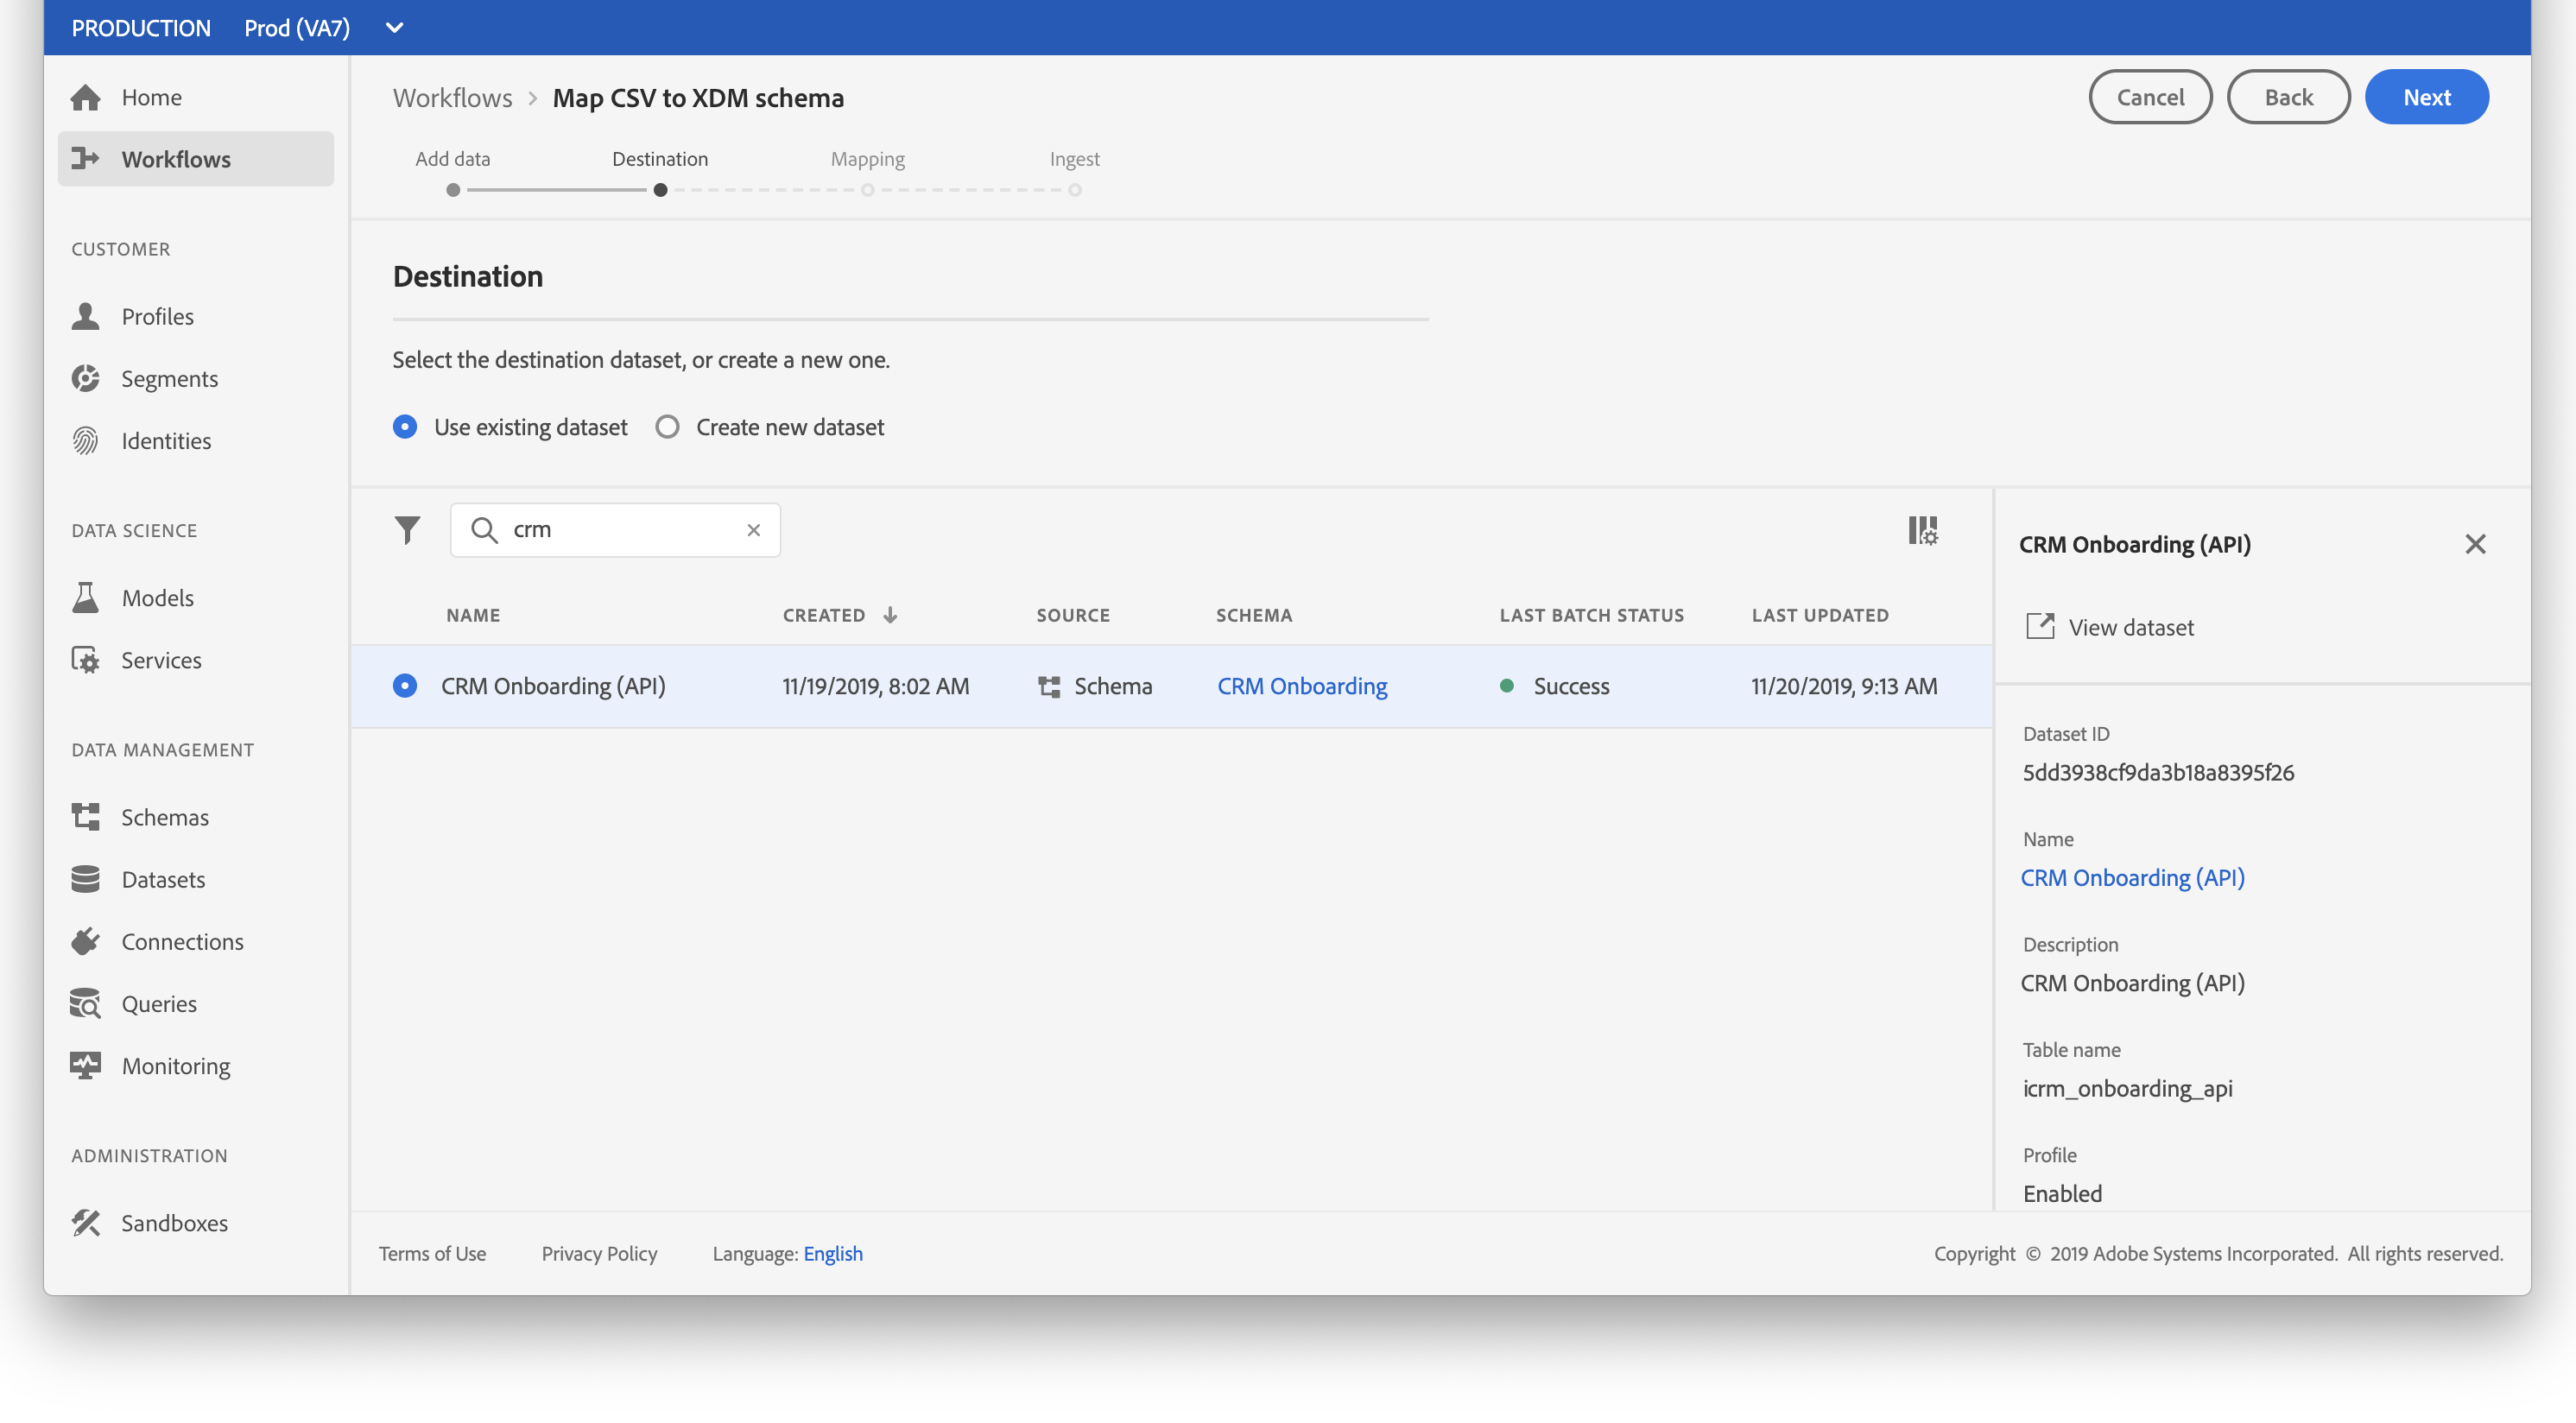 PRODUCTION Prod (VA7)
Home
Workflows
CUSTOMER
Profiles
Segments
Identities
DATA SCIENCE
Models
Services
DATA MANAGEMENT
Schemas
Datasets
Connections
Queries
Monitoring
ADMINISTRATION
Sandboxes
Workflows > Map CSV to XDM schema
Cancel Back Next
Add data Destination Mapping Ingest
Destination
Select the destination dataset, or create a new one.
Use existing dataset Create new dataset
crm
NAME CREATED SOURCE SCHEMA LAST BATCH STATUS LAST UPDATED
CRM Onboarding (API) 11/19/2019, 8:02 AM Schema CRM Onboarding Success 11/20/2019, 9:13 AM
CRM Onboarding (API)
View dataset
Dataset ID
5dd3938cf9da3b18a8395f26
Name
CRM Onboarding (API)
Description
CRM Onboarding (API)
Table name
icrm_onboarding_api
Profile
Enabled
Terms of Use Privacy Policy Language: English
Copyright © 2019 Adobe Systems Incorporated. All rights reserved.